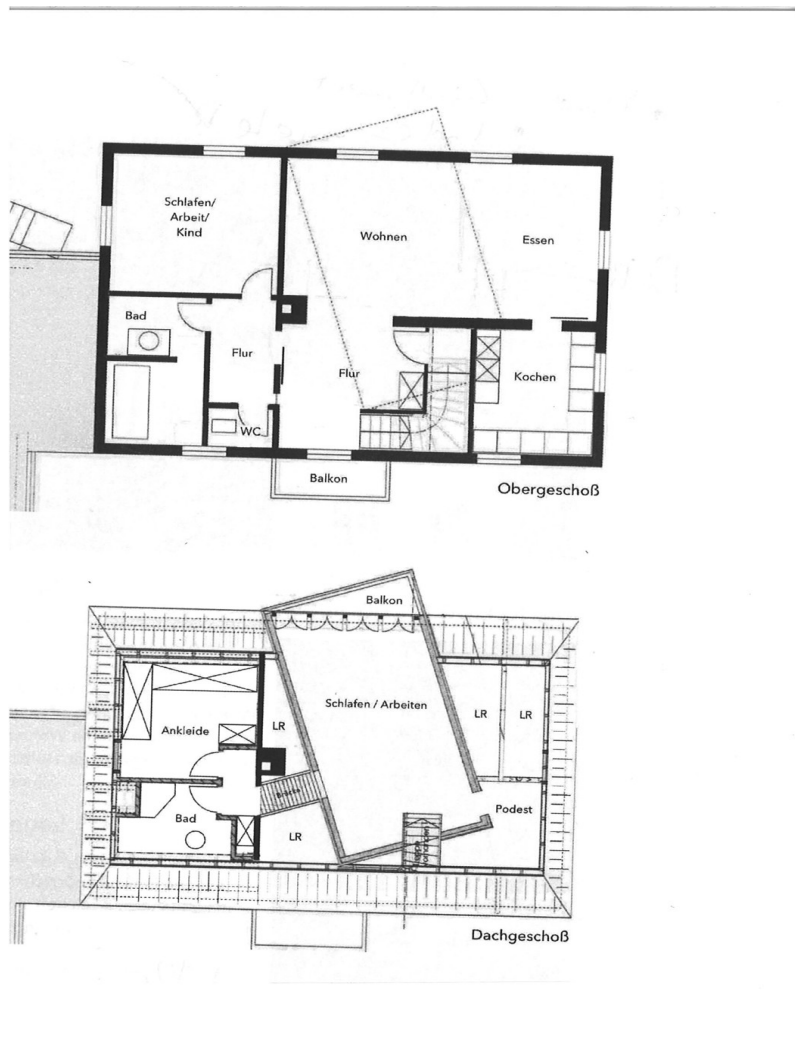 Schlafen/
Arbeit/
Kind
Wohnen
Essen
Bad
Flur
Flur
Kochen
WC
Balkon
Obergeschoß
Balkon
Schlafen / Arbeiten
Ankleide
LR
LR
LR
Brücke
Podest
Bad
LR
Dachgeschoß